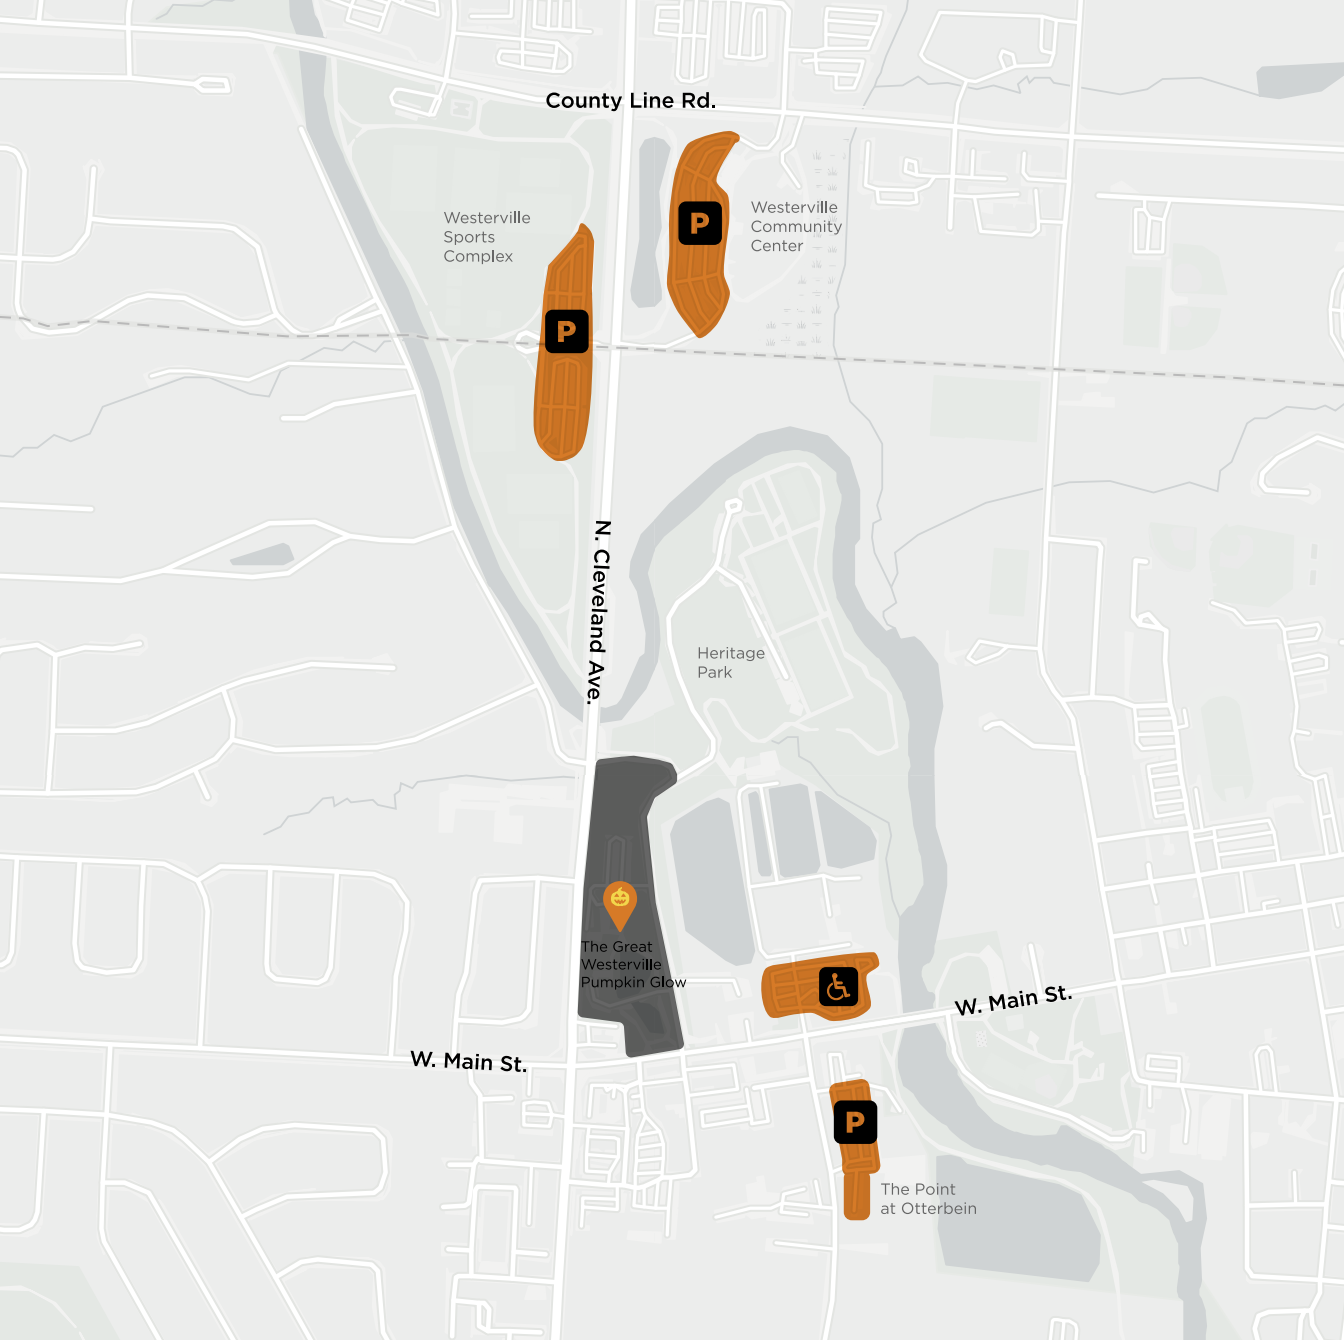 County Line Rd.
P
Westerville
Community
Center
Westerville
Sports
Complex
P
N. Cleveland Ave.
Heritage
Park
The Great
Westerville
Pumpkin Glow
W. Main St.
W. Main St.
P
The Point
at Otterbein